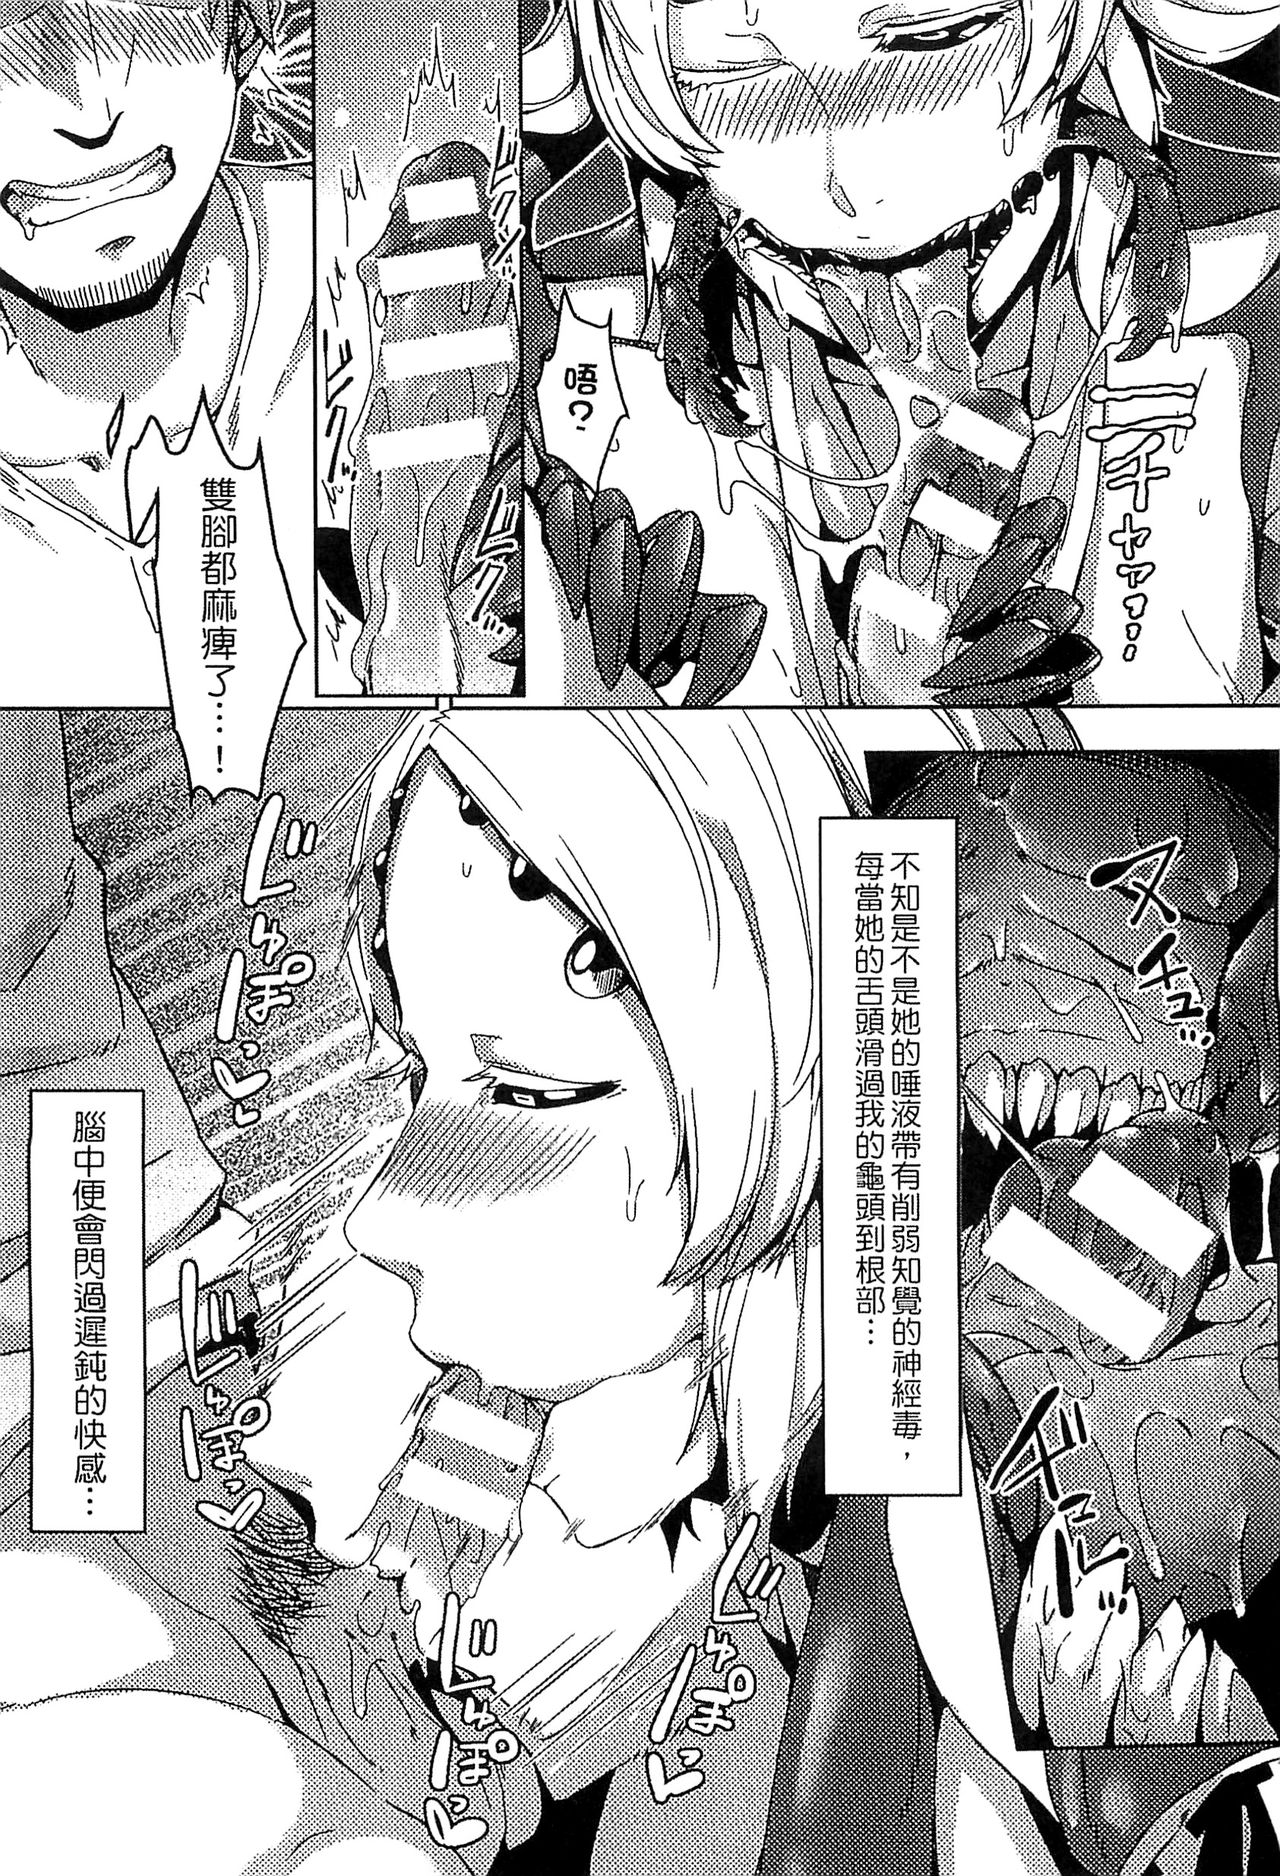 ニチャァ…
唔?
雙腳都麻痺了…!
ヌチュ…
不知是不是她的唾液帶有削弱知覺的神經毒，
每當她的舌頭滑過我的龜頭到根部…
じゅぽっ
じゅぽっ
じゅぽっ
じゅぽっ
腦中便會閃過遲鈍的快感…